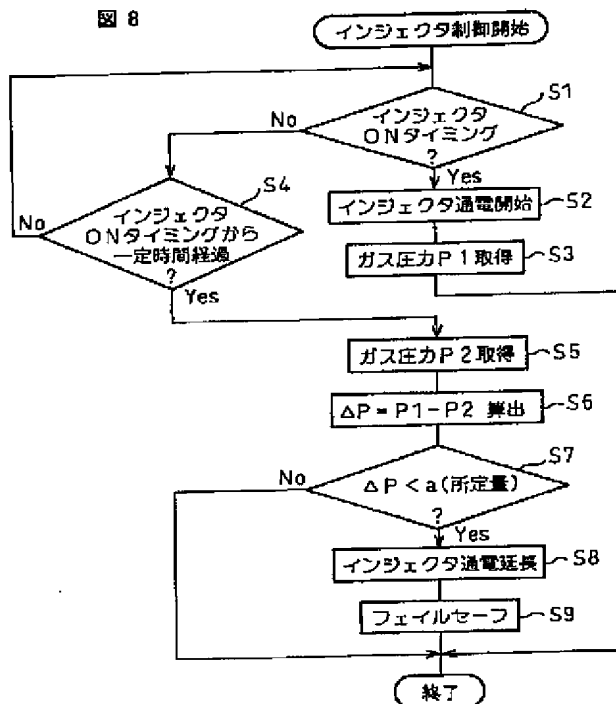 図 8
インジェクタ制御開始
S1
インジェクタ
ONタイミング
?
No
Yes
S4
インジェクタ
ONタイミングから
一定時間経過
?
No
Yes
インジェクタ通電開始
S2
ガス圧力P1取得
S3
ガス圧力P2取得
S5
△P=P1-P2 算出
S6
S7
△P<a(所定量)
?
No
Yes
インジェクタ通電延長
S8
フェイルセーフ
S9
終了